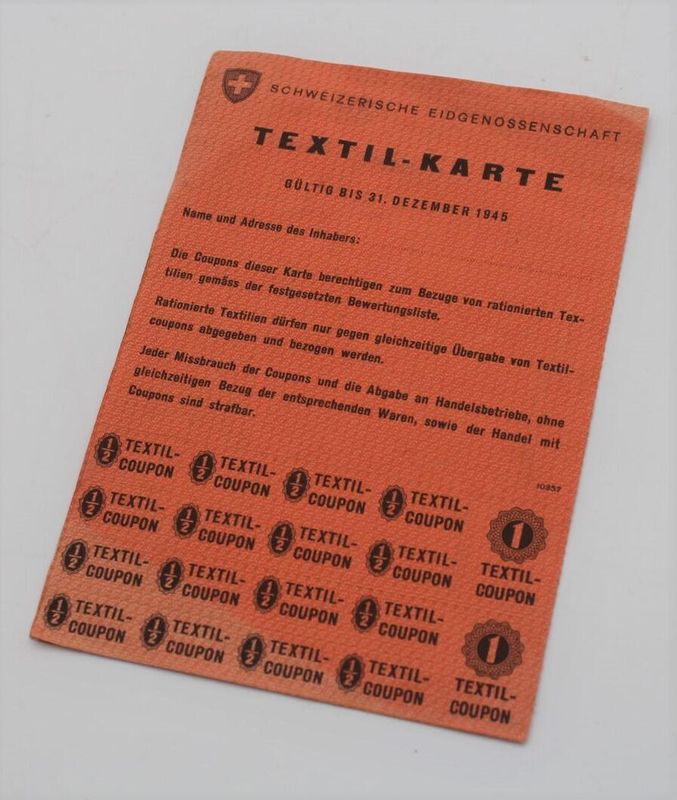 SCHWEIZERISCHE EIDGENOSSENSCHAFT
TEXTIL-KARTE
GÜLTIG BIS 31. DEZEMBER 1945
Name und Adresse des Inhabers:
Die Coupons dieser Karte berechtigen zum Bezuge von rationierten Tex-
tilien gemäss der festgesetzten Bewertungsliste.
Rationierte Textilien dürfen nur gegen gleichzeitige Übergabe von Textil-
coupons abgegeben und bezogen werden.
Jeder Missbrauch der Coupons und die Abgabe an Handelsbetriebe, ohne
gleichzeitigen Bezug der entsprechenden Waren, sowie der Handel mit
Coupons sind strafbar.
10957
½ TEXTIL-
COUPON
½ TEXTIL-
COUPON
½ TEXTIL-
COUPON
½ TEXTIL-
COUPON
½ TEXTIL-
COUPON
½ TEXTIL-
COUPON
½ TEXTIL-
COUPON
½ TEXTIL-
COUPON
1
TEXTIL-
COUPON
½ TEXTIL-
COUPON
½ TEXTIL-
COUPON
½ TEXTIL-
COUPON
½ TEXTIL-
COUPON
½ TEXTIL-
COUPON
½ TEXTIL-
COUPON
½ TEXTIL-
COUPON
½ TEXTIL-
COUPON
1
TEXTIL-
COUPON